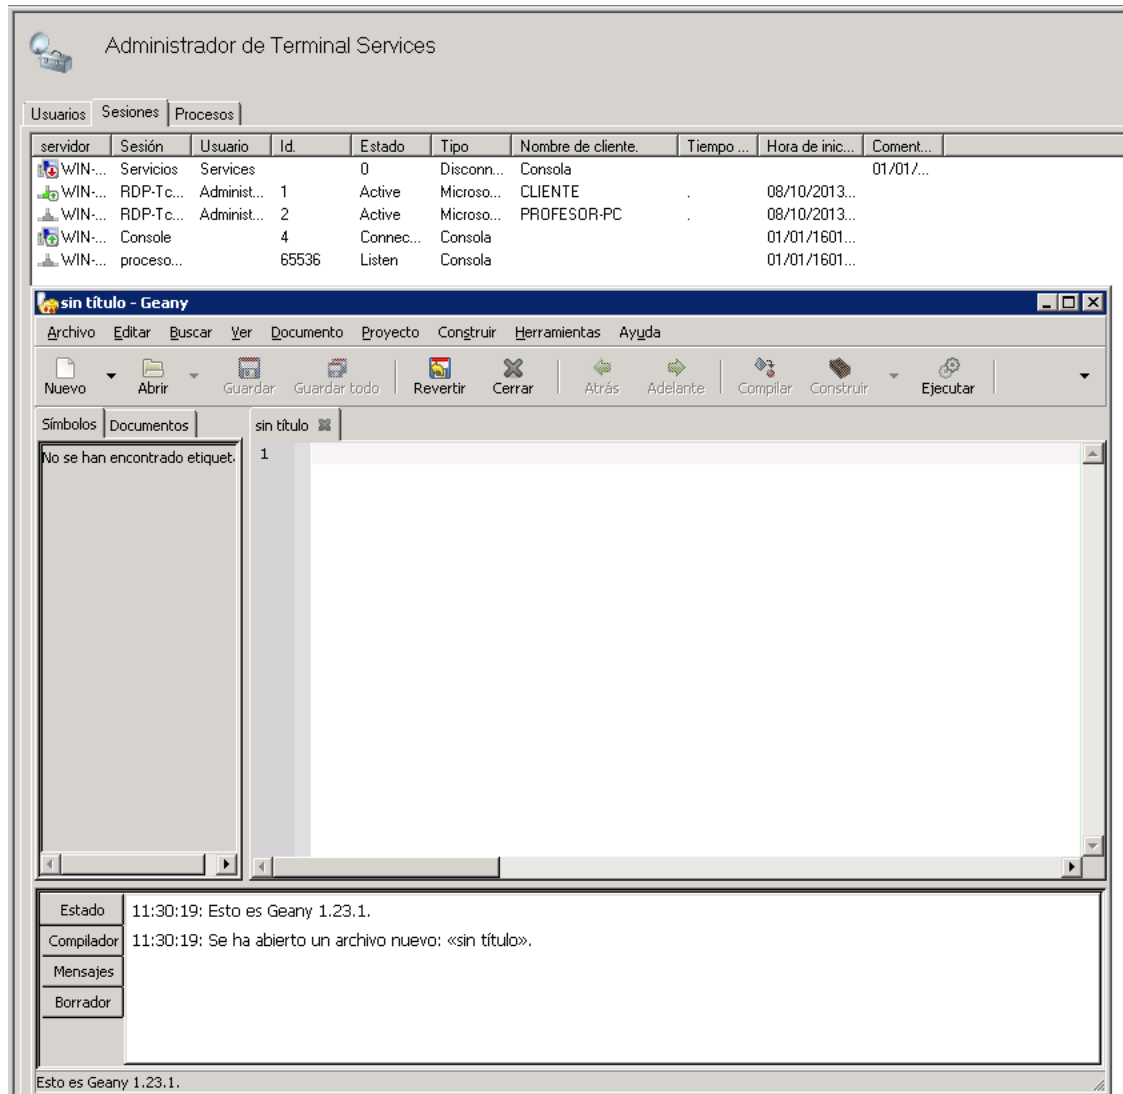 Administrador de Terminal Services
Usuarios Sesiones Procesos
servidor Sesión Usuario Id. Estado Tipo Nombre de cliente. Tiempo ... Hora de inic... Coment...
WIN-... Servicios Services 0 Disconn... Consola 01/01/...
WIN-... RDP-Tc... Administ... 1 Active Microso... CLIENTE . 08/10/2013...
WIN-... RDP-Tc... Administ... 2 Active Microso... PROFESOR-PC . 08/10/2013...
WIN-... Console 4 Connec... Consola 01/01/1601...
WIN-... proceso... 65536 Listen Consola 01/01/1601...
sin título - Geany
Archivo Editar Buscar Ver Documento Proyecto Construir Herramientas Ayuda
Nuevo Abrir Guardar Guardar todo Revertir Cerrar Atrás Adelante Compilar Construir Ejecutar
Símbolos Documentos sin título
No se han encontrado etiquet 1
Estado 11:30:19: Esto es Geany 1.23.1.
Compilador 11:30:19: Se ha abierto un archivo nuevo: «sin título».
Mensajes
Borrador
Esto es Geany 1.23.1.